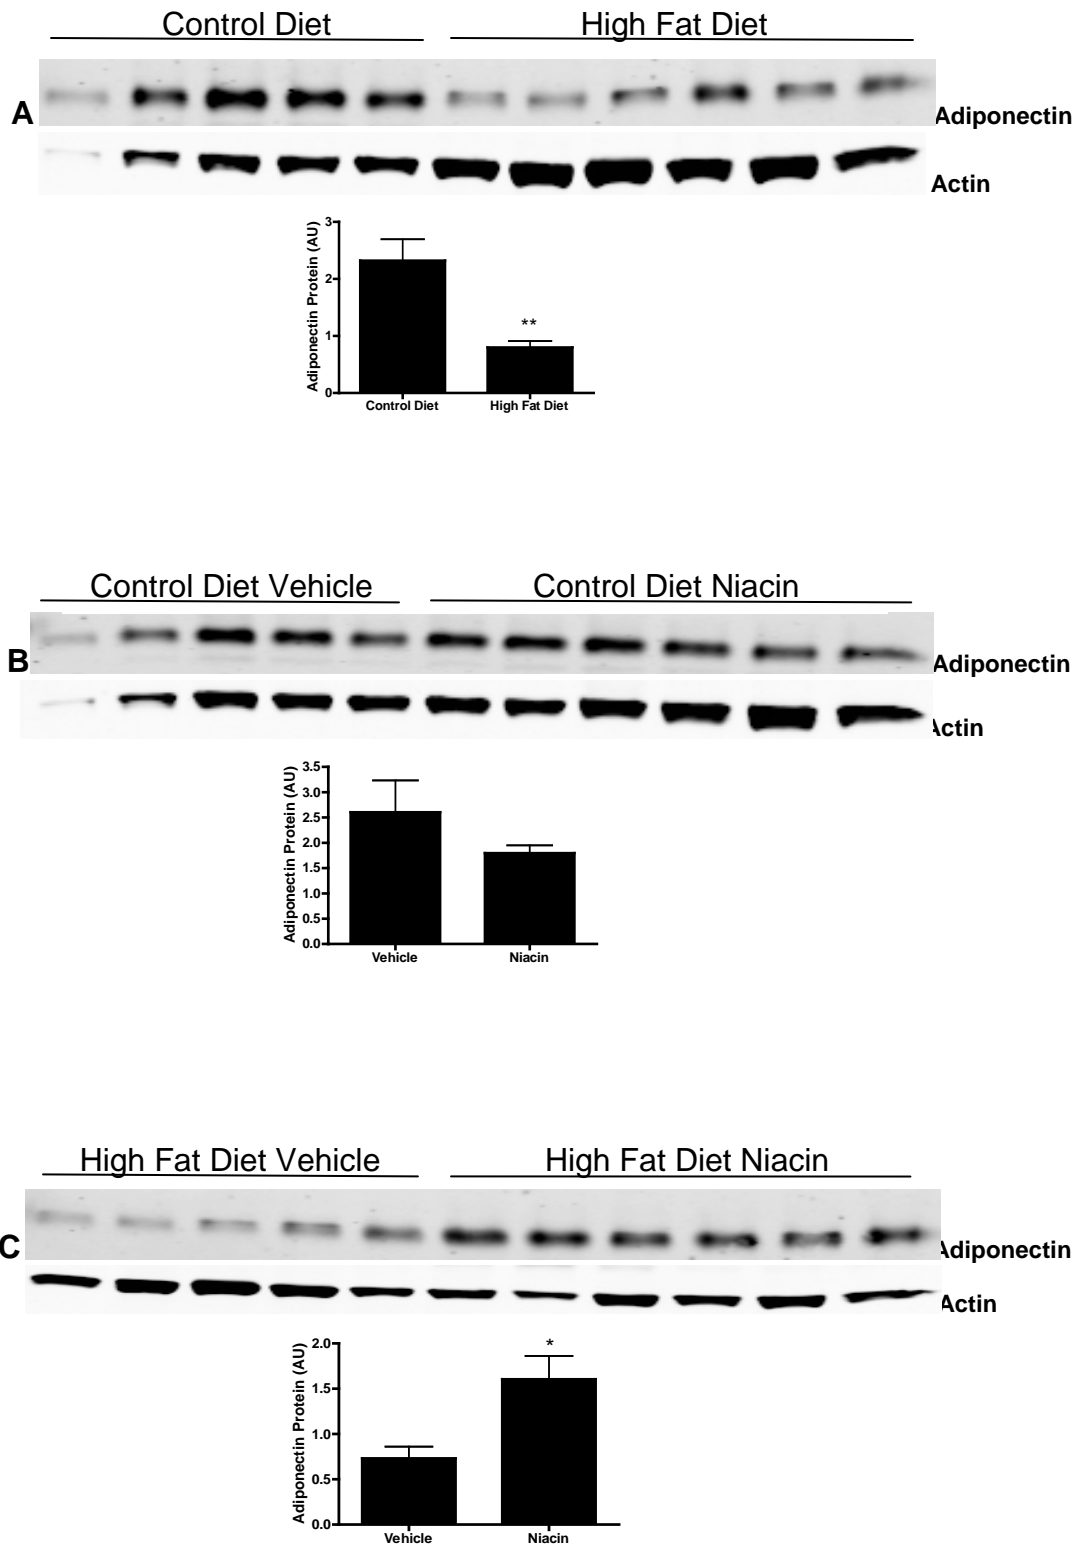 Control Diet High Fat Diet
A
Adiponectin
Actin
Adiponectin Protein (AU)
3
2
1
0
**
Control Diet High Fat Diet
Control Diet Vehicle Control Diet Niacin
B
Adiponectin
Actin
Adiponectin Protein (AU)
3.5
3.0
2.5
2.0
1.5
1.0
0.5
0.0
Vehicle Niacin
High Fat Diet Vehicle High Fat Diet Niacin
C
Adiponectin
Actin
Adiponectin Protein (AU)
2.0
1.5
1.0
0.5
0.0
*
Vehicle Niacin